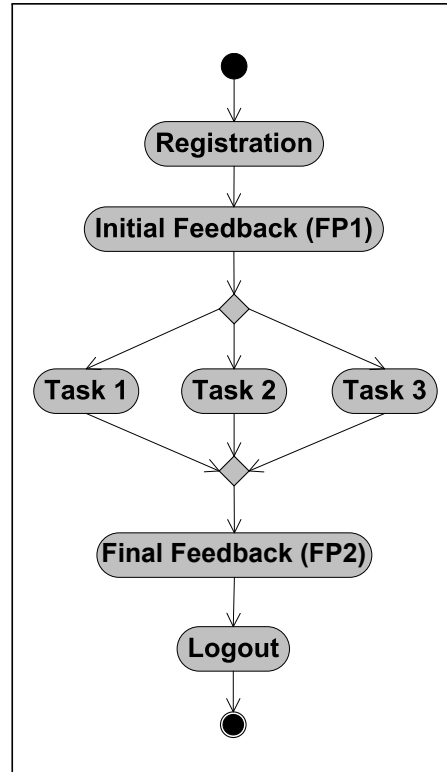 Registration
Initial Feedback (FP1)
Task 1
Task 2
Task 3
Final Feedback (FP2)
Logout